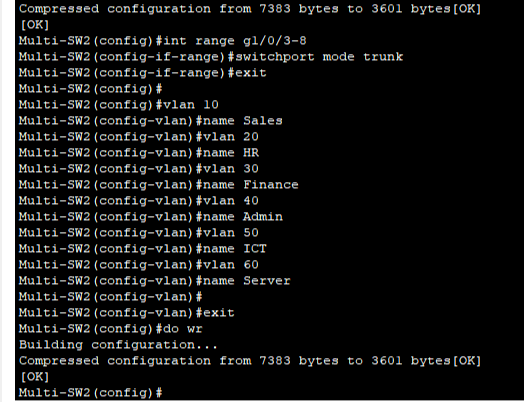 Compressed configuration from 7383 bytes to 3601 bytes[OK]
[OK]
Multi-SW2(config)#int range g1/0/3-8
Multi-SW2(config-if-range)#switchport mode trunk
Multi-SW2(config-if-range)#exit
Multi-SW2(config)#
Multi-SW2(config)#vlan 10
Multi-SW2(config-vlan)#name Sales
Multi-SW2(config-vlan)#vlan 20
Multi-SW2(config-vlan)#name HR
Multi-SW2(config-vlan)#vlan 30
Multi-SW2(config-vlan)#name Finance
Multi-SW2(config-vlan)#vlan 40
Multi-SW2(config-vlan)#name Admin
Multi-SW2(config-vlan)#vlan 50
Multi-SW2(config-vlan)#name ICT
Multi-SW2(config-vlan)#vlan 60
Multi-SW2(config-vlan)#name Server
Multi-SW2(config-vlan)#
Multi-SW2(config-vlan)#exit
Multi-SW2(config)#do wr
Building configuration...
Compressed configuration from 7383 bytes to 3601 bytes[OK]
[OK]
Multi-SW2(config)#